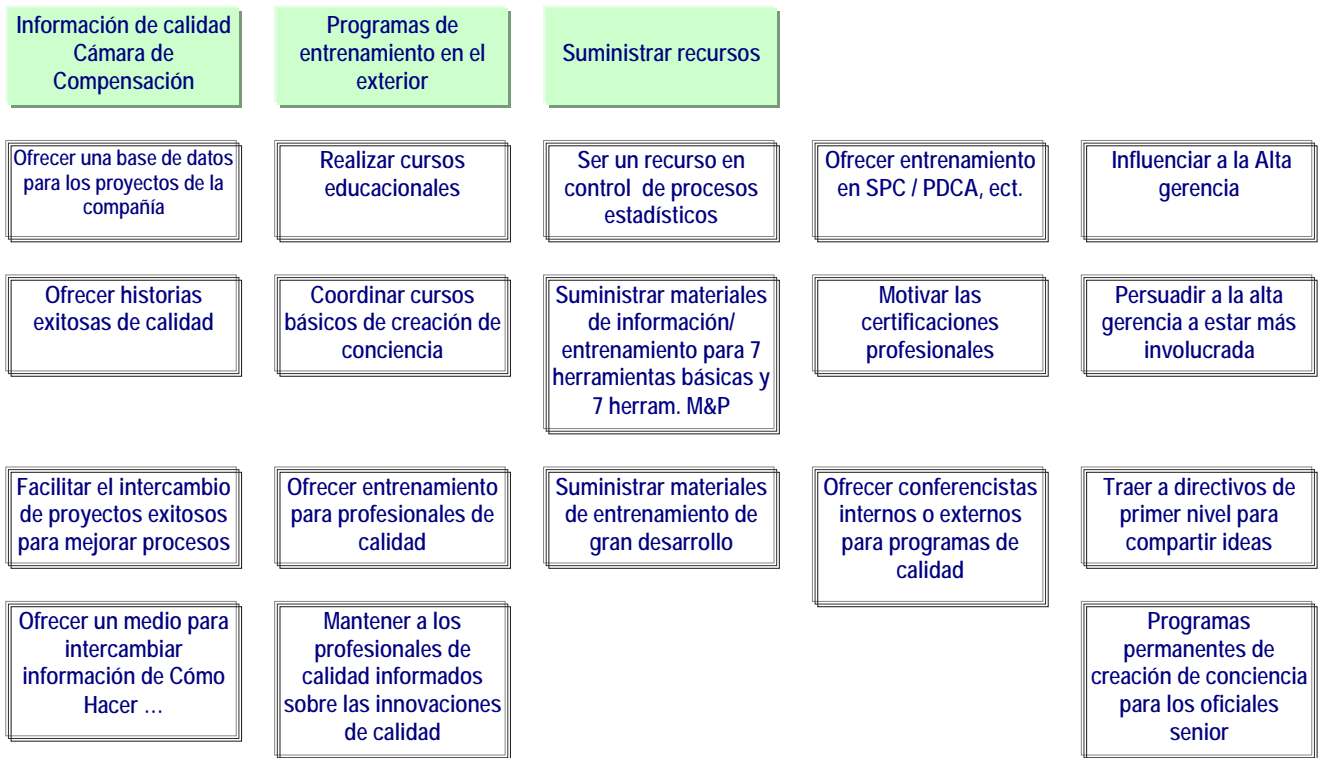 Información de calidad
Cámara de
Compensación
Programas de
entrenamiento en el
exterior
Suministrar recursos
Ofrecer una base de datos
para los proyectos de la
compañía
Realizar cursos
educacionales
Ser un recurso en
control de procesos
estadísticos
Ofrecer entrenamiento
en SPC / PDCA, ect.
Influenciar a la Alta
gerencia
Ofrecer historias
exitosas de calidad
Coordinar cursos
básicos de creación de
conciencia
Suministrar materiales
de información/
entrenamiento para 7
herramientas básicas y
7 herram. M&P
Motivar las
certificaciones
profesionales
Persuadir a la alta
gerencia a estar más
involucrada
Facilitar el intercambio
de proyectos exitosos
para mejorar procesos
Ofrecer entrenamiento
para profesionales de
calidad
Suministrar materiales
de entrenamiento de
gran desarrollo
Ofrecer conferencistas
internos o externos
para programas de
calidad
Traer a directivos de
primer nivel para
compartir ideas
Ofrecer un medio para
intercambiar
información de Cómo
Hacer …
Mantener a los
profesionales de
calidad informados
sobre las innovaciones
de calidad
Programas
permanentes de
creación de conciencia
para los oficiales
senior